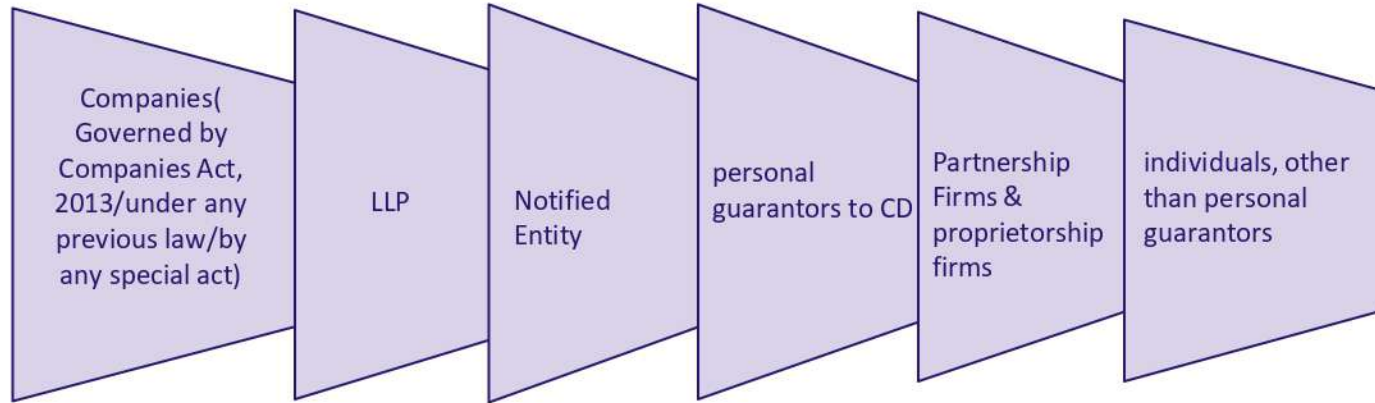 Companies(
Governed by
Companies Act,
2013/under any
previous law/by
any special act)
LLP
Notified
Entity
personal
guarantors to CD
Partnership
Firms &
proprietorship
firms
individuals, other
than personal
guarantors